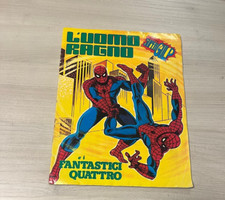 L'UOMO
RAGNO
e i
FANTASTICI
QUATTRO